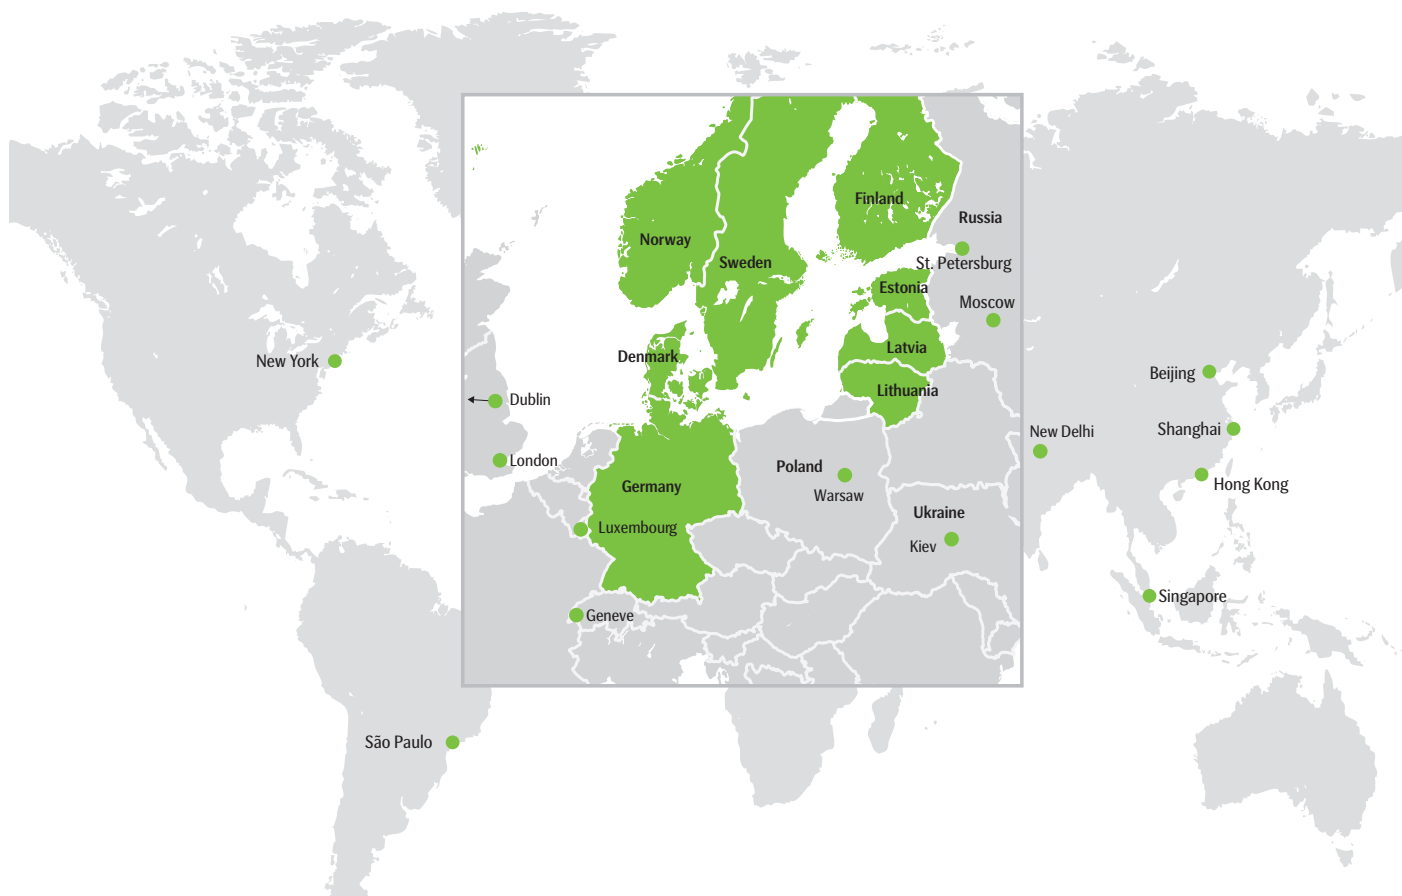 Finland
Russia
Norway
Sweden
St. Petersburg
Estonia
Moscow
Latvia
Denmark
New York
Beijing
Lithuania
Dublin
Shanghai
New Delhi
London
Poland
Hong Kong
Germany
Warsaw
Ukraine
Luxembourg
Kiev
Singapore
Geneve
São Paulo